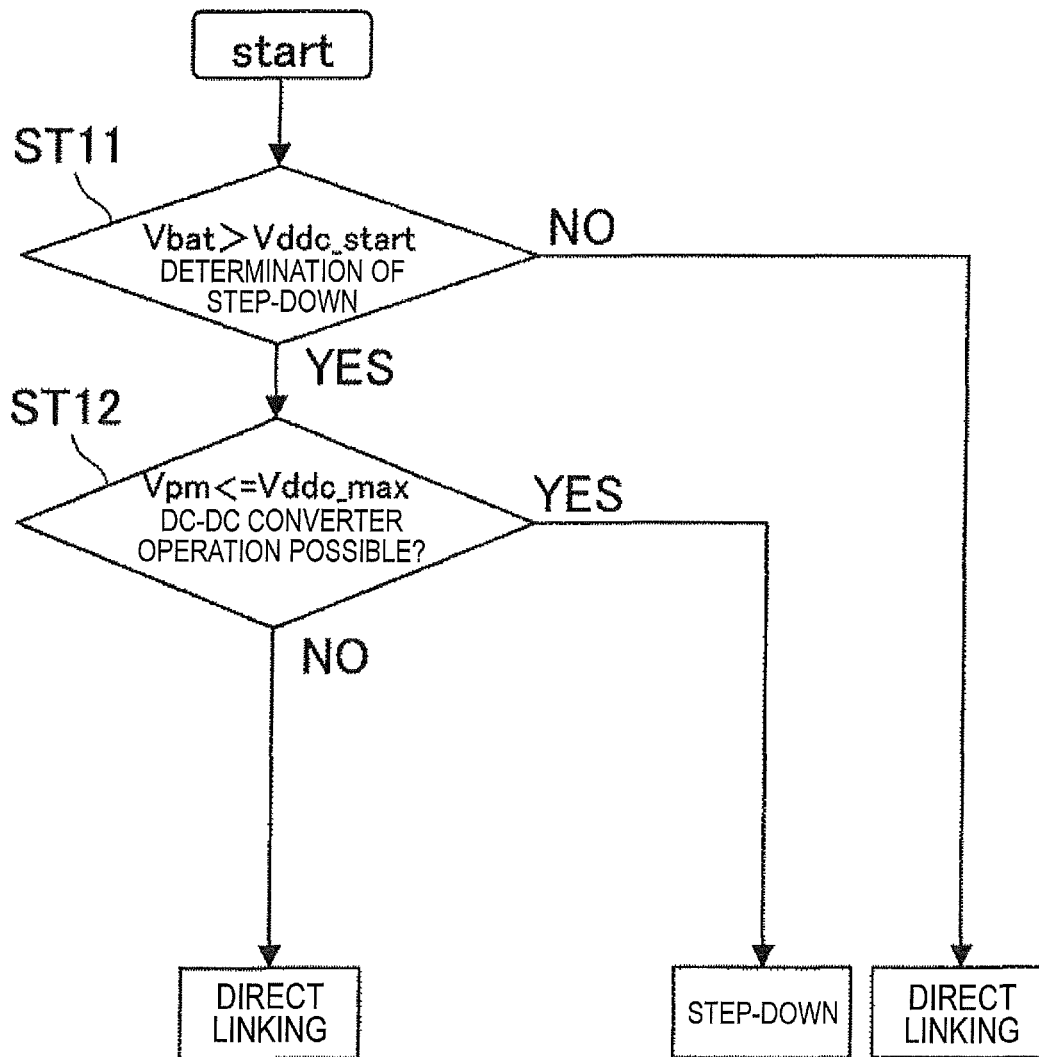 start
ST11
Vbat>Vddc_start
DETERMINATION OF
STEP-DOWN
NO
YES
ST12
Vpm<=Vddc_max
DC-DC CONVERTER
OPERATION POSSIBLE?
YES
NO
DIRECT
LINKING
STEP-DOWN
DIRECT
LINKING